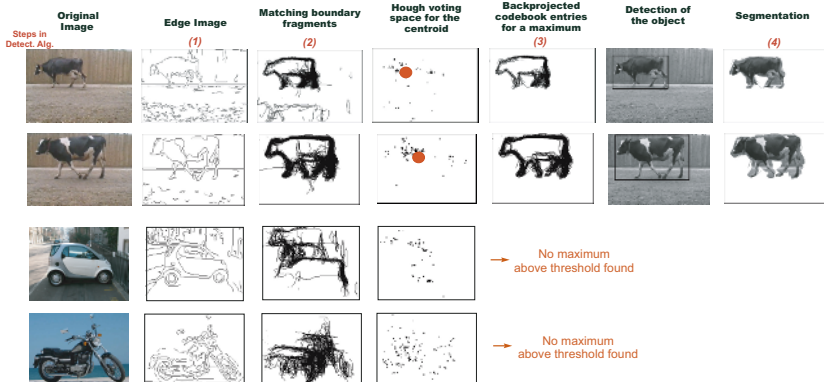 Steps in
Detect. Alg.
Original
Image
Edge Image
(1)
Matching boundary
fragments
(2)
Hough voting
space for the
centroid
Backprojected
codebook entries
for a maximum
(3)
Detection of
the object
Segmentation
(4)
No maximum
above threshold found
No maximum
above threshold found